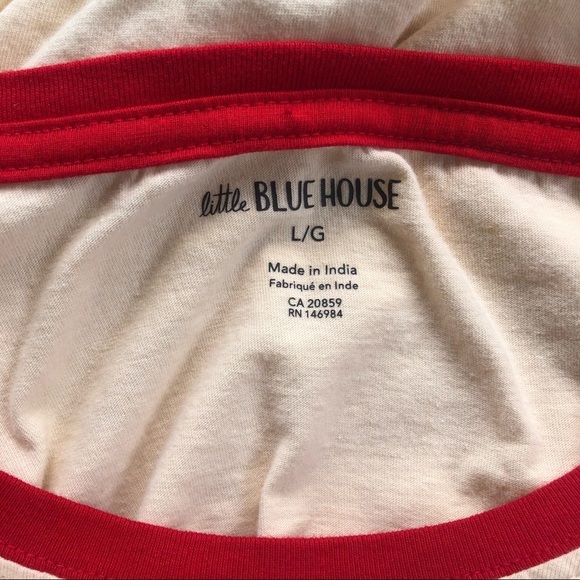 little BLUE HOUSE
L/G
Made in India
Fabriqué en Inde
CA 20859
RN 146984